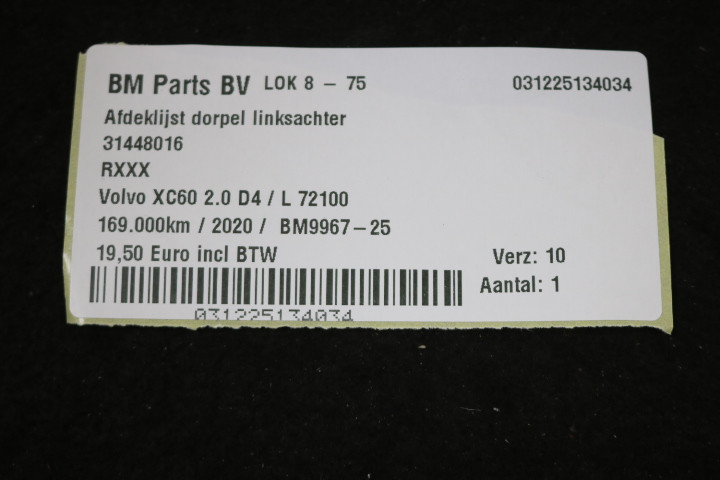 BM Parts BV LOK 8 – 75 031225134034
Afdeklijst dorpel linksachter
31448016
RXXX
Volvo XC60 2.0 D4 / L 72100
169.000km / 2020 / BM9967–25
19,50 Euro incl BTW Verz: 10
Aantal: 1
031225134034